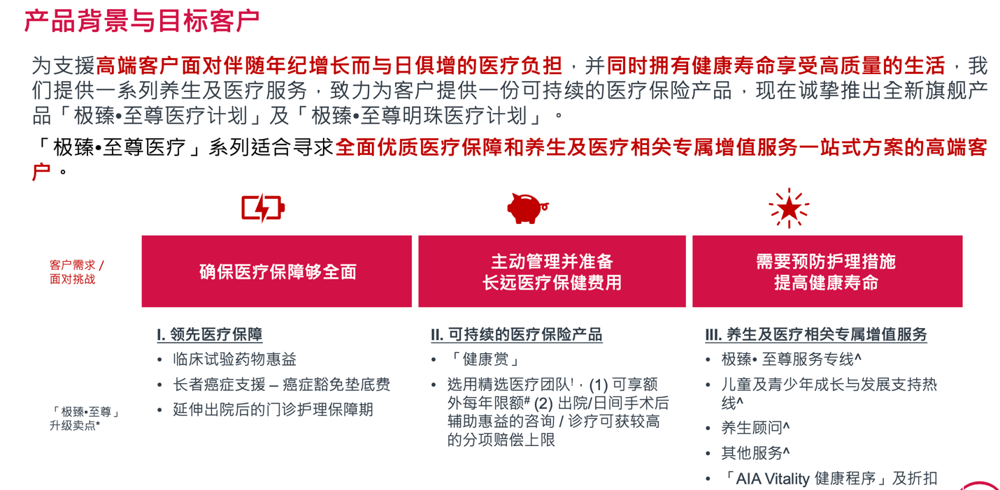 产品背景与目标客户
为支援高端客户面对伴随年纪增长而与日俱增的医疗负担，并同时拥有健康寿命享受高质量的生活，我
们提供一系列养生及医疗服务，致力为客户提供一份可持续的医疗保险产品，现在诚挚推出全新旗舰产
品「极臻•至尊医疗计划」及「极臻•至尊明珠医疗计划」。
「极臻•至尊医疗」系列适合寻求全面优质医疗保障和养生及医疗相关专属增值服务一站式方案的高端客
户。
客户需求 /
面对挑战
确保医疗保障够全面
主动管理并准备
长远医疗保健费用
需要预防护理措施
提高健康寿命
「极臻•至尊」
升级卖点*
I. 领先医疗保障
• 临床试验药物惠益
• 长者癌症支援 – 癌症豁免垫底费
• 延伸出院后的门诊护理保障期
II. 可持续的医疗保险产品
• 「健康赏」
• 选用精选医疗团队!，(1) 可享额
外每年限额# (2) 出院/日间手术后
辅助惠益的咨询 / 诊疗可获较高
的分项赔偿上限
III. 养生及医疗相关专属增值服务
• 极臻• 至尊服务专线^
• 儿童及青少年成长与发展支持热
线^
• 养生顾问^
• 其他服务^
• 「AIA Vitality 健康程序」及折扣